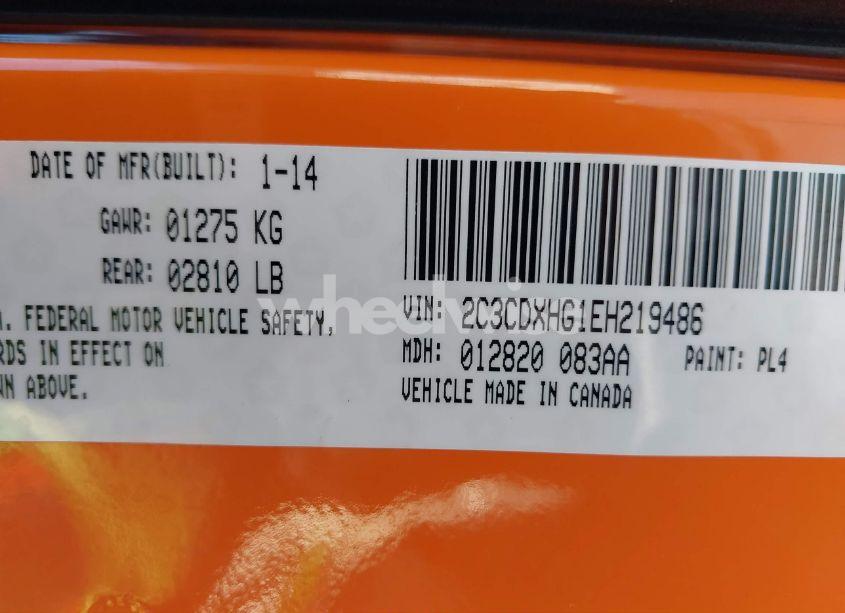 DATE OF MFR(BUILT): 1-14
GAWR: 01275 KG
REAR: 02810 LB
. FEDERAL MOTOR VEHICLE SAFETY,
RDS IN EFFECT ON
WN ABOVE.
VIN: 2C3CDXHG1EH219486
MDH: 012820 083AA PAINT: PL4
VEHICLE MADE IN CANADA